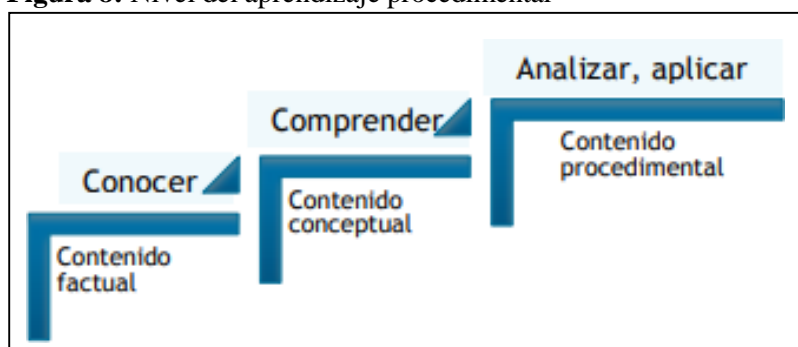 Figura 8. Nivel del aprendizaje procedimental
Analizar, aplicar
Comprender
Contenido
procedimental
Conocer
Contenido
conceptual
Contenido
factual